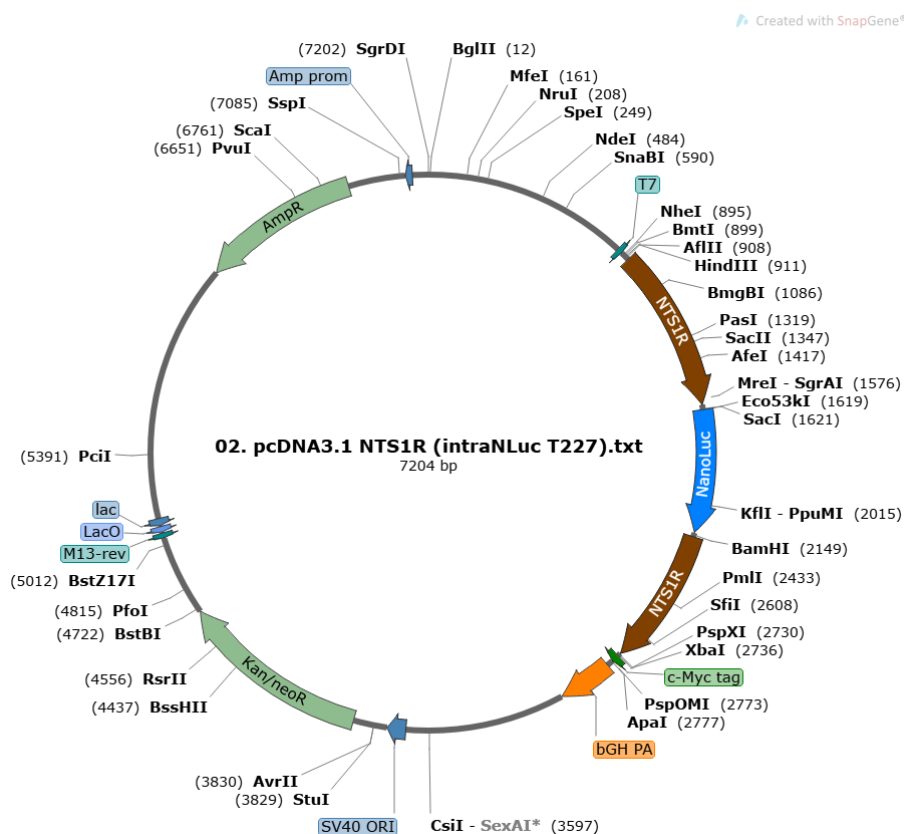 Created with SnapGene®
(7202) SgrDI
BglII (12)
Amp prom
MfeI (161)
(7085) SspI
NruI (208)
SpeI (249)
(6761) ScaI
NdeI (484)
(6651) PvuI
SnaBI (590)
T7
NheI (895)
BmtI (899)
AflII (908)
HindIII (911)
AmpR
BmgBI (1086)
NTS1R
PasI (1319)
SacII (1347)
AfeI (1417)
MreI - SgrAI (1576)
Eco53kI (1619)
SacI (1621)
02. pcDNA3.1 NTS1R (intraNLuc T227).txt
7204 bp
(5391) PciI
NanoLuc
lac
KflI - PpuMI (2015)
LacO
M13-rev
BamHI (2149)
(5012) BstZ17I
PmlI (2433)
NTS1R
(4815) PfoI
SfiI (2608)
(4722) BstBI
PspXI (2730)
XbaI (2736)
Kan/neoR
c-Myc tag
(4556) RsrII
PspOMI (2773)
(4437) BssHII
ApaI (2777)
bGH PA
(3830) AvrII
(3829) StuI
SV40 ORI
CsiI - SexAI* (3597)